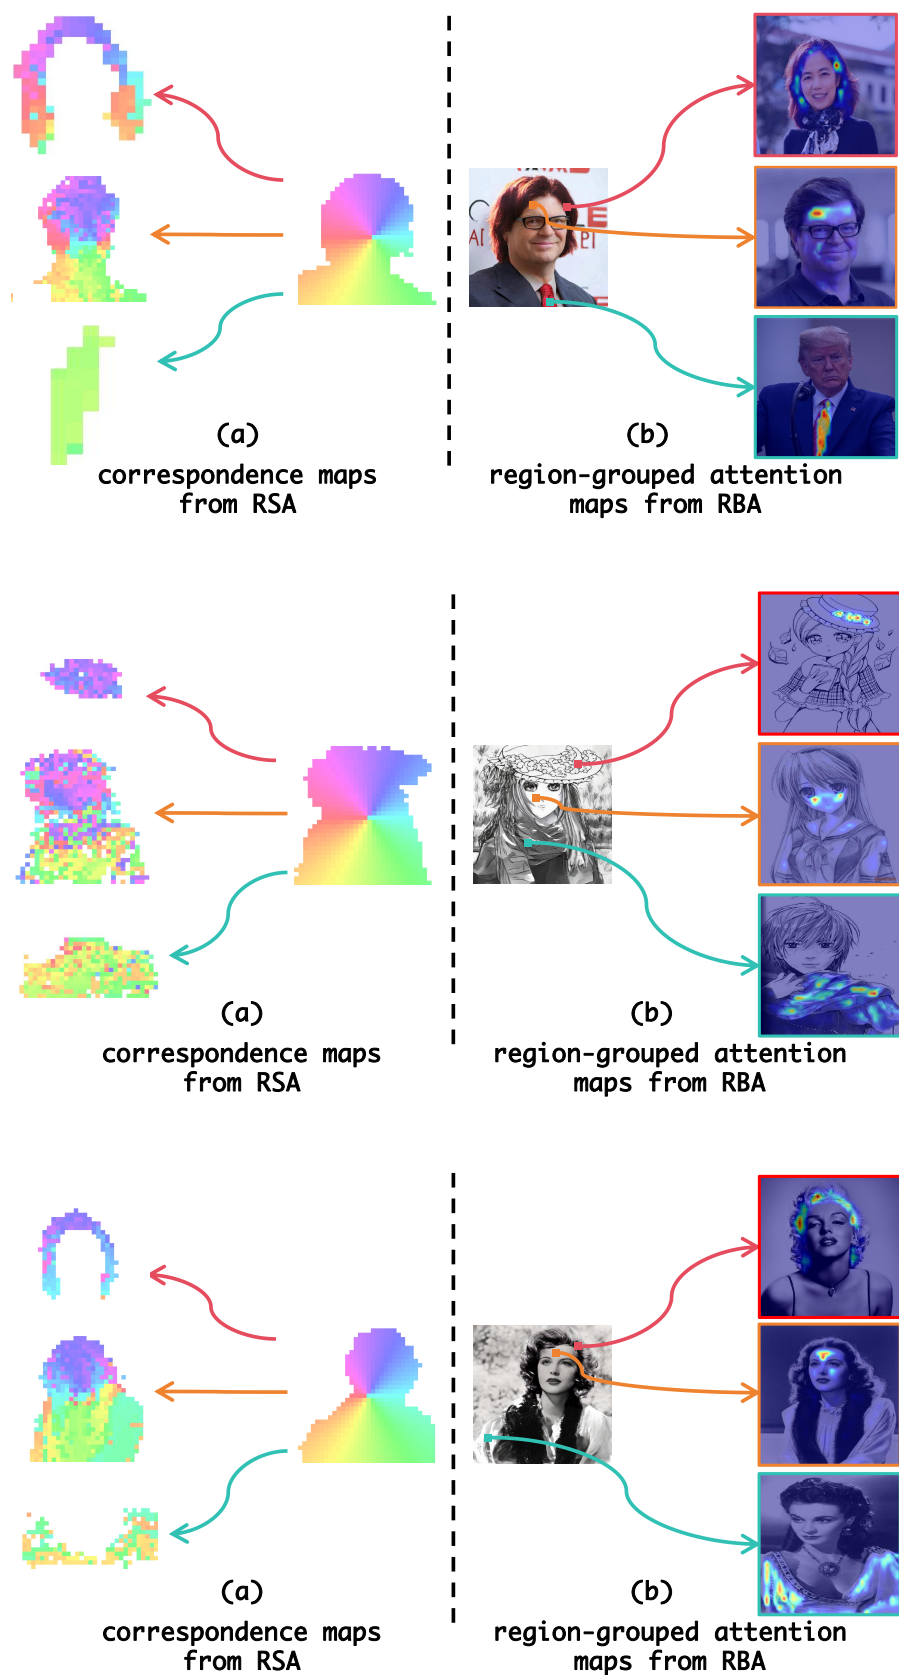 (a)
correspondence maps
from RSA
(b)
region-grouped attention
maps from RBA
(a)
correspondence maps
from RSA
(b)
region-grouped attention
maps from RBA
(a)
correspondence maps
from RSA
(b)
region-grouped attention
maps from RBA